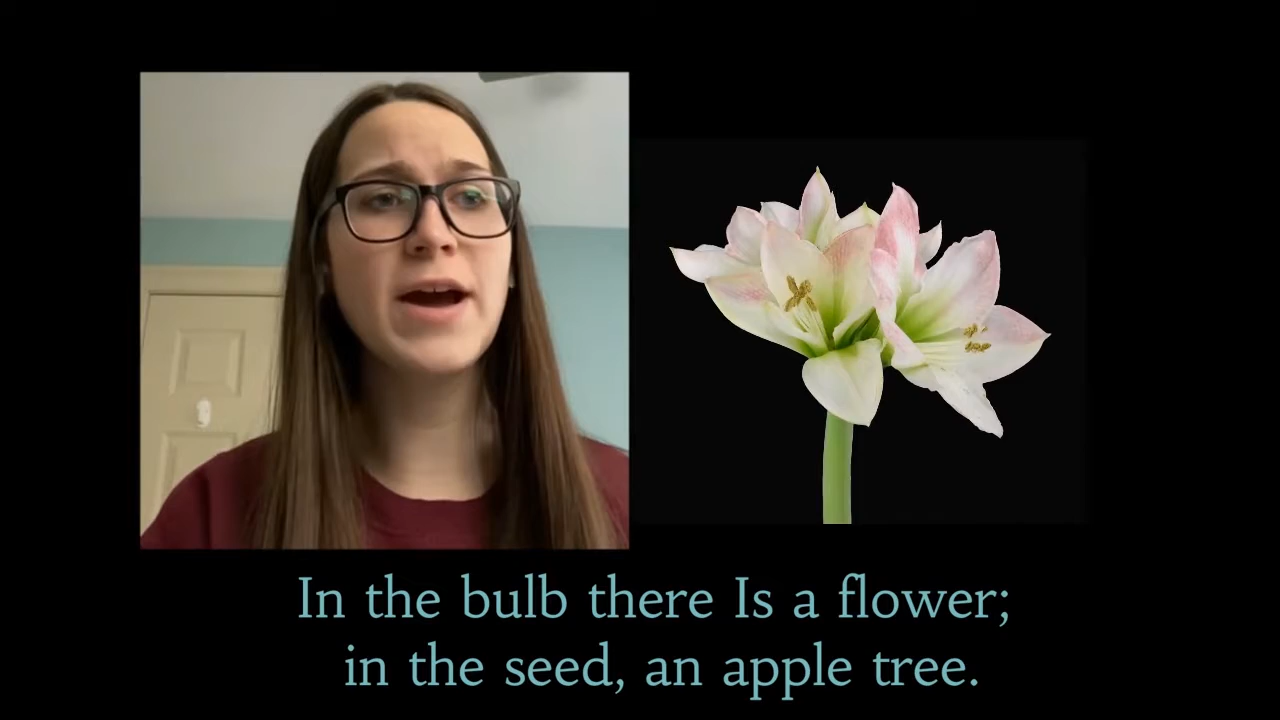 In the bulb there Is a flower;
in the seed, an apple tree.